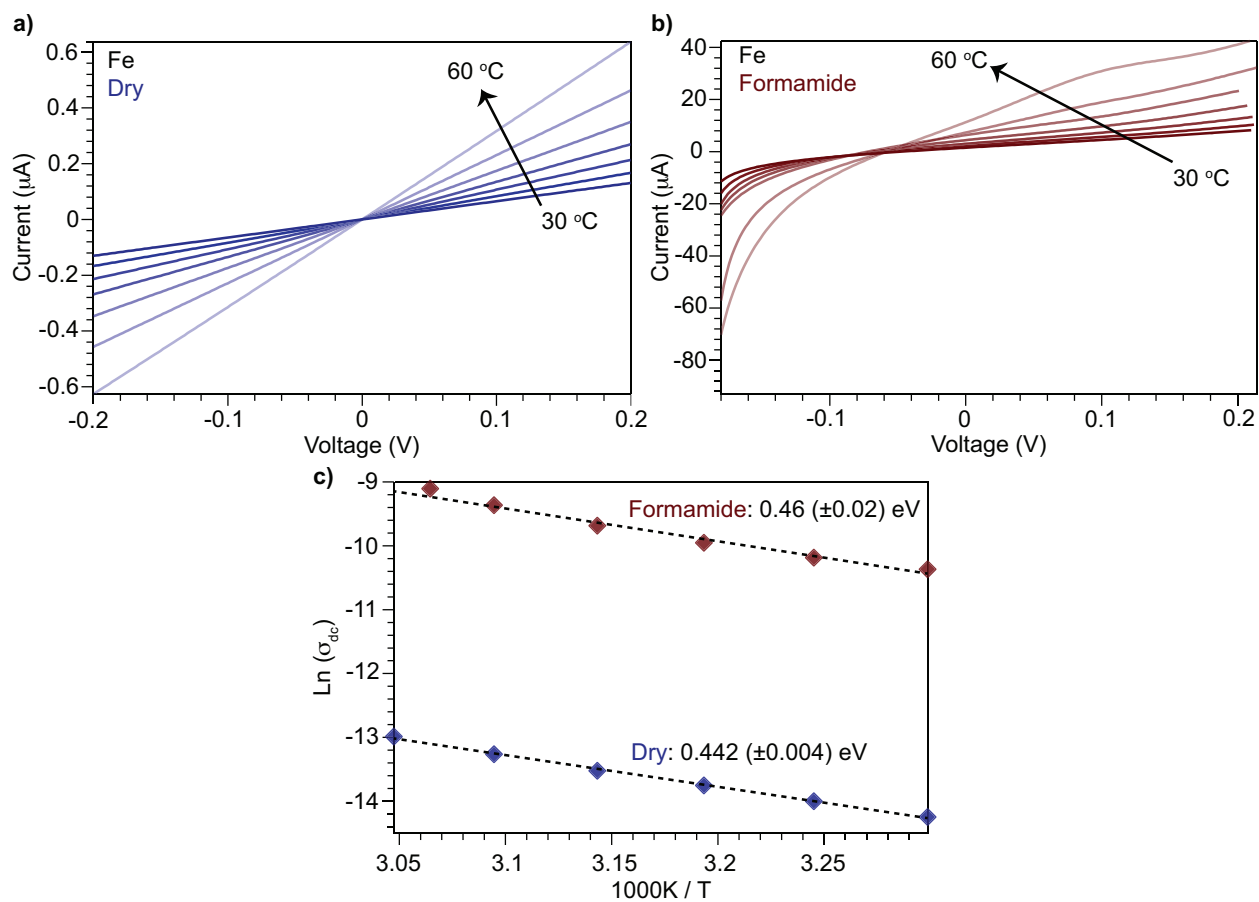 a)
Fe
Dry
60 °C
30 °C
0.6
0.4
0.2
0
-0.2
-0.4
-0.6
Current (μA)
-0.2
-0.1
0
0.1
0.2
Voltage (V)
b)
Fe
Formamide
60 °C
30 °C
40
20
0
-20
-40
-60
-80
Current (μA)
-0.1
0
0.1
0.2
Voltage (V)
c)
Formamide: 0.46 (±0.02) eV
Dry: 0.442 (±0.004) eV
-9
-10
-11
-12
-13
-14
Ln (σdc)
3.05
3.1
3.15
3.2
3.25
1000K / T